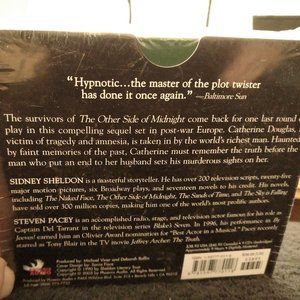 "Hypnotic...the master of the plot twister
has done it once again."—Baltimore Sun
The survivors of The Other Side of Midnight come back for one last round of
play in this compelling sequel set in post-war Europe. Catherine Douglas,
victim of tragedy and amnesia, is taken in by the world's richest man. Haunted
by faint memories of the past, Catherine must remember the truth before the
man who put an end to her husband sets his murderous sights on her.
SIDNEY SHELDON is a masterful storyteller. He has over 200 television scripts, twenty-five
major motion pictures, six Broadway plays, and seventeen novels to his credit. His novels,
including The Naked Face, The Other Side of Midnight, The Sands of Time, and The Sky is Falling
have sold over 300 million copies, making him one of the world's most prolific authors.
STEVEN PACEY is an accomplished radio, stage, and television actor famous for his role as
Captain Del Tarrant in the television series Blake's Seven. In 1996, his performance as
Jeeves earned him an Olivier Award nomination for "Best Actor in a Musical." Pacey recently
starred as Tony Blair in the TV movie Jeffrey Archer: The Truth.
Produced by: Michael Viner and Deborah Raffin